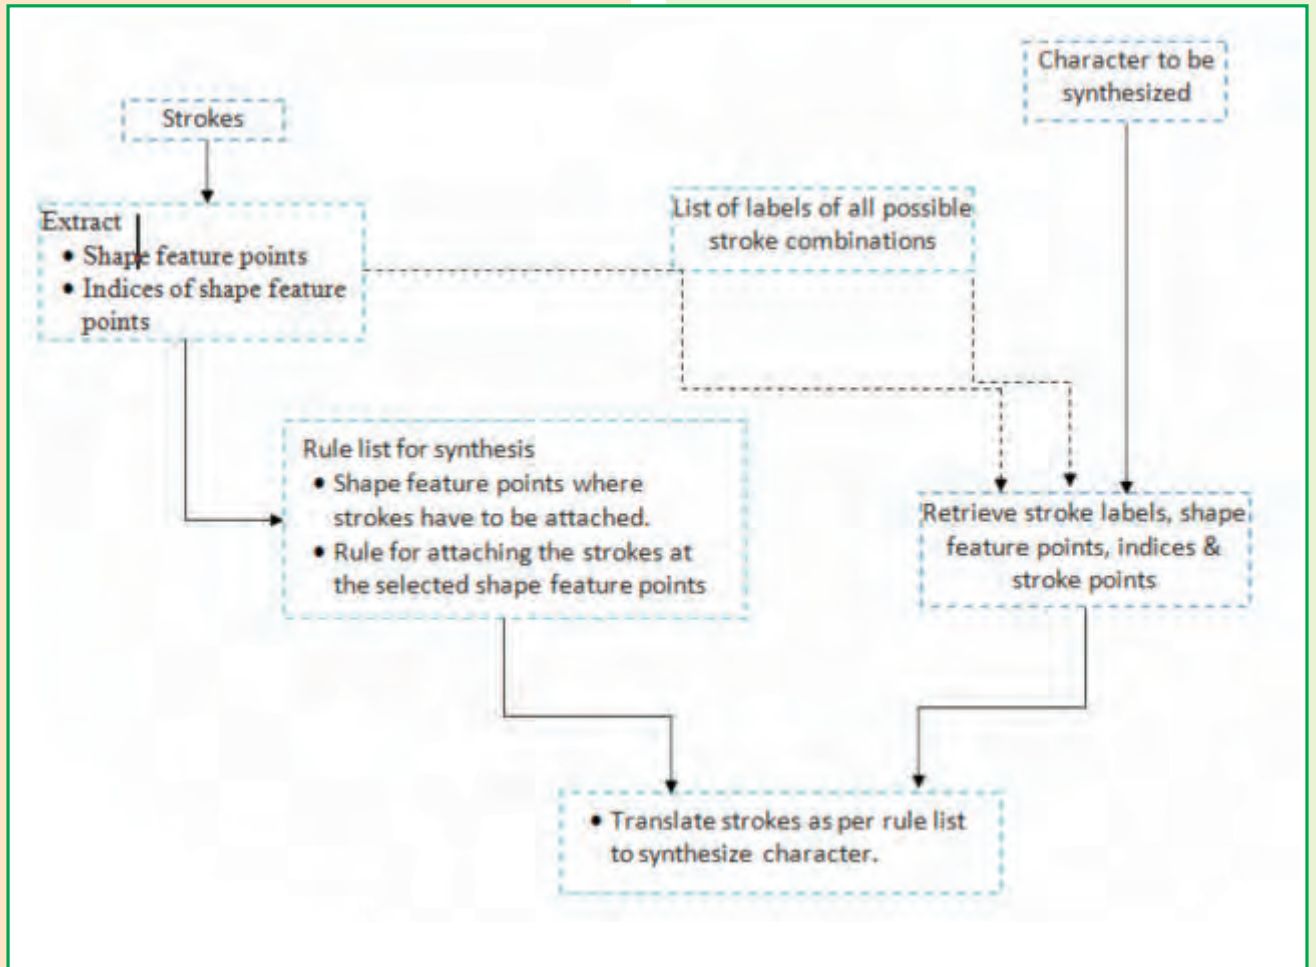 Character to be
synthesized
Strokes
List of labels of all possible
stroke combinations
Extract
• Shape feature points
• Indices of shape feature
points
Rule list for synthesis
• Shape feature points where
strokes have to be attached.
• Rule for attaching the strokes at
the selected shape feature points
Retrieve stroke labels, shape
feature points, indices &
stroke points
• Translate strokes as per rule list
to synthesize character.